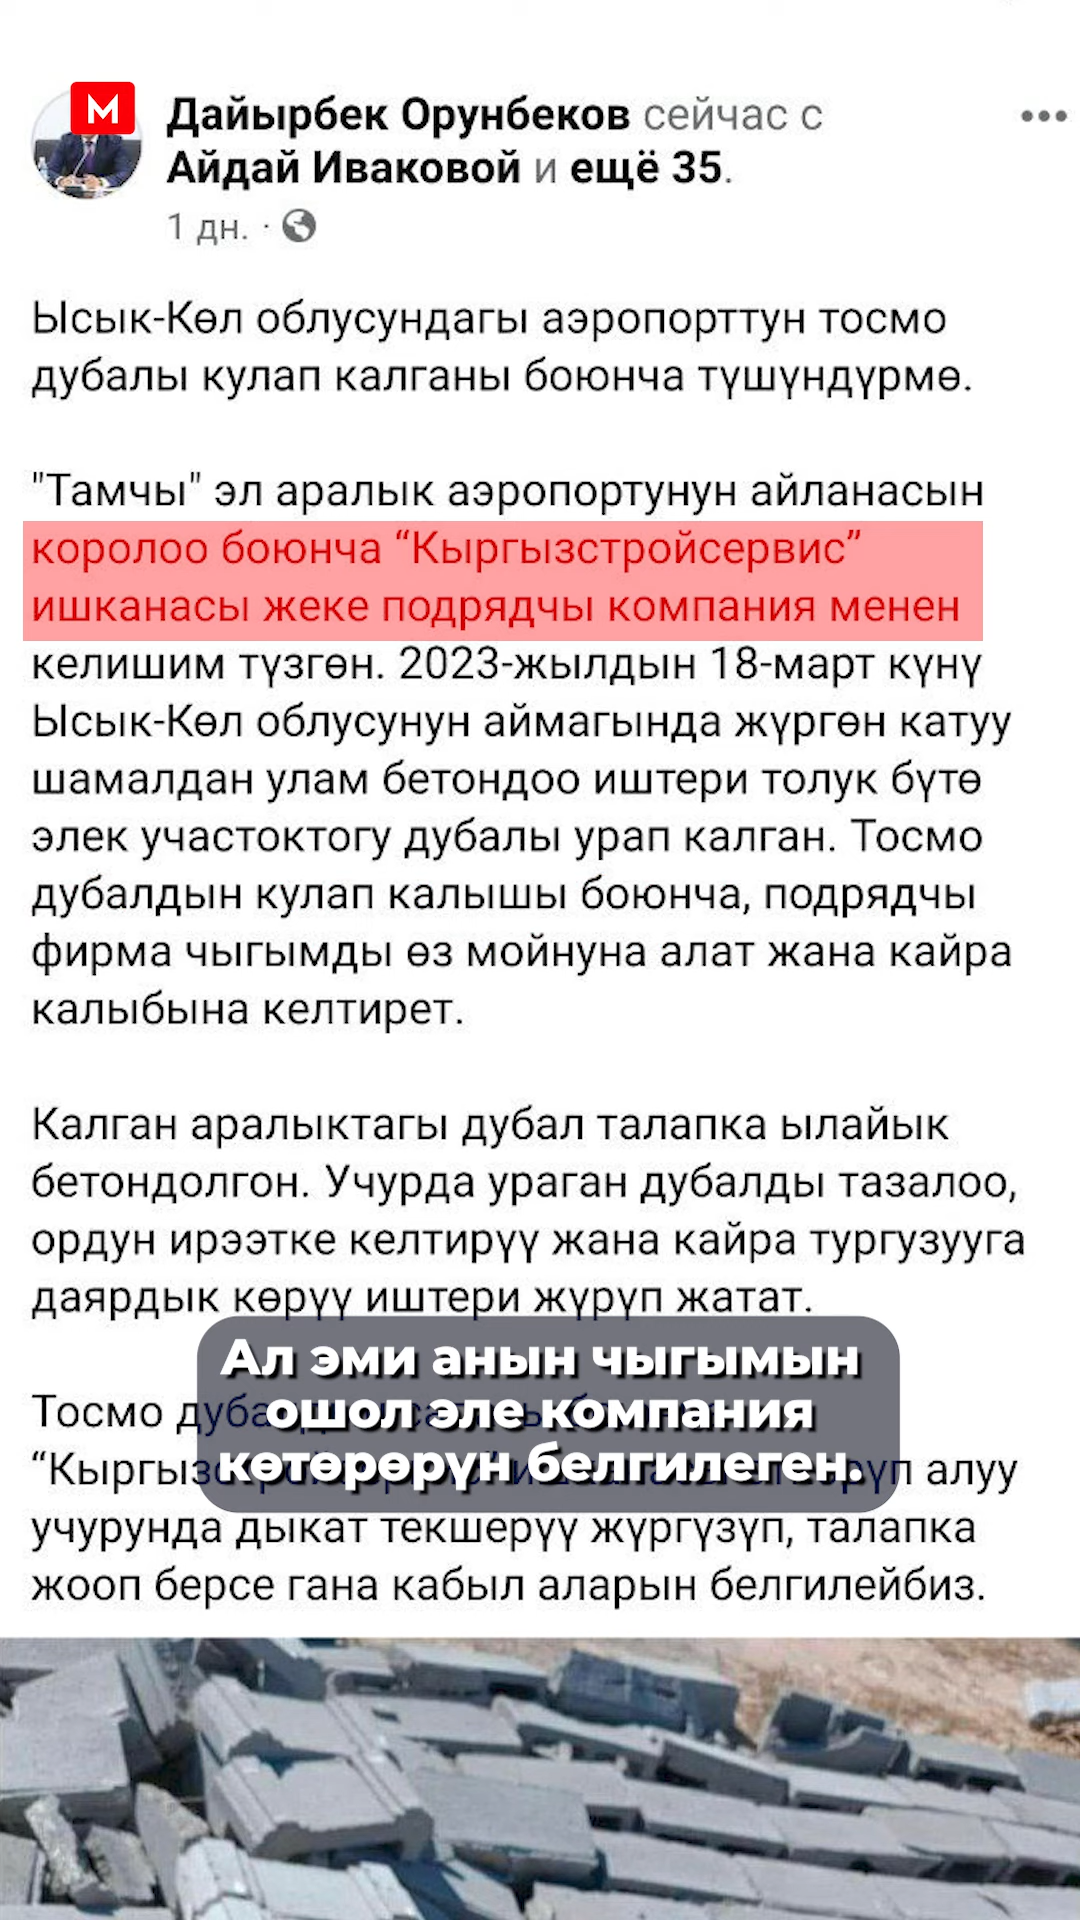 M
Дайырбек Орунбеков сейчас с
Айдай Иваковой и ещё 35.
1 дн. ·
Ысык-Көл облусундагы аэропорттун тосмо
дубалы кулап калганы боюнча түшүндүрмө.
"Тамчы" эл аралык аэропортунун айланасын
королоо боюнча “Кыргызстройсервис”
ишканасы жеке подрядчы компания менен
келишим түзгөн. 2023-жылдын 18-март күнү
Ысык-Көл облусунун аймагында жүргөн катуу
шамалдан улам бетондоо иштери толук бүтө
элек участоктогу дубалы урап калган. Тосмо
дубалдын кулап калышы боюнча, подрядчы
фирма чыгымды өз мойнуна алат жана кайра
калыбына келтирет.
Калган аралыктагы дубал талапка ылайык
бетондолгон. Учурда ураган дубалды тазалоо,
ордун ирээтке келтирүү жана кайра тургузууга
даярдык көрүү иштери жүрүп жатат.
Ал эми анын чыгымын
ошол эле компания
көтөрөрүн белгилеген.
Тосмо
алуу
учурунда дыкат текшерүү жүргүзүп, талапка
жооп берсе гана кабыл аларын белгилейбиз.